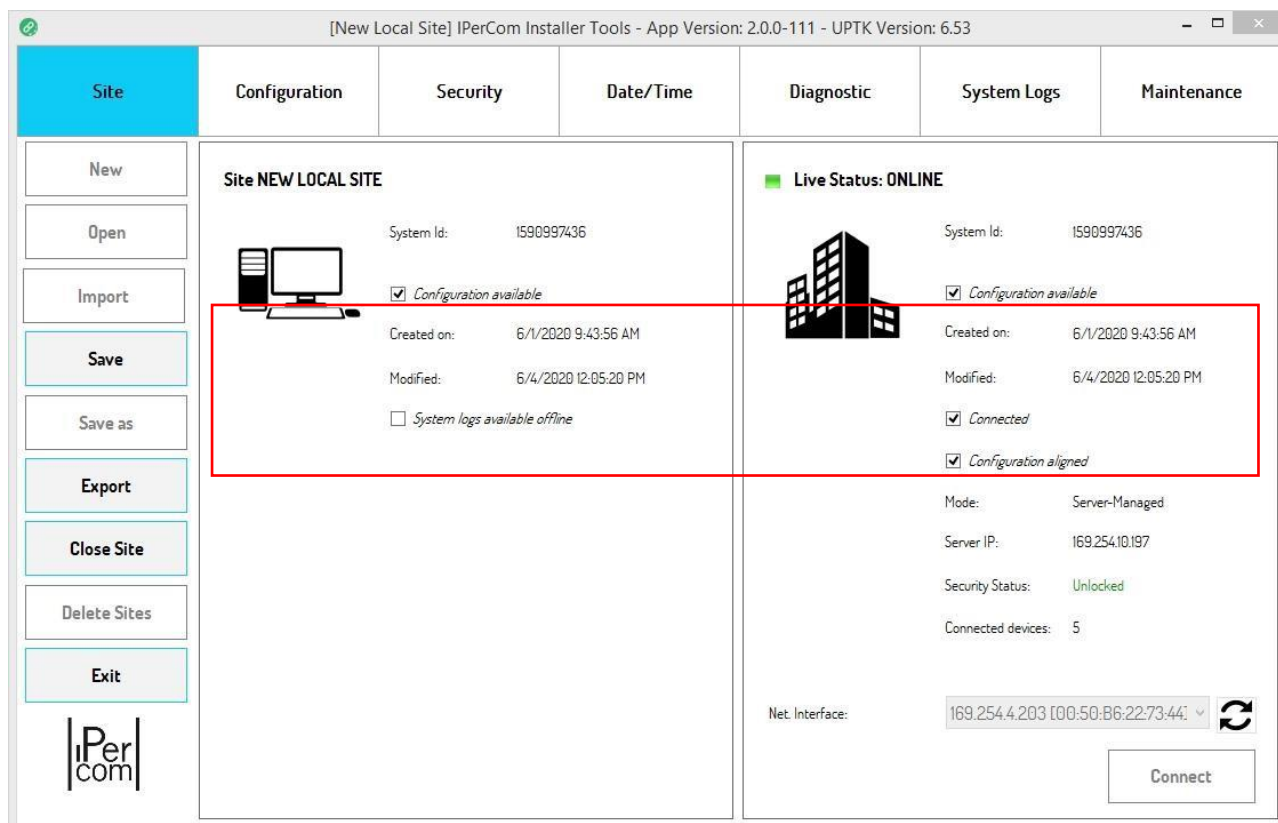 [New Local Site] IPerCom Installer Tools - App Version: 2.0.0-111 - UPTK Version: 6.53
Site
Configuration
Security
Date/Time
Diagnostic
System Logs
Maintenance
New
Open
Import
Save
Save as
Export
Close Site
Delete Sites
Exit
IPer
com
Site NEW LOCAL SITE
System Id: 1590997436
Configuration available
Created on: 6/1/2020 9:43:56 AM
Modified: 6/4/2020 12:05:20 PM
System logs available offline
Live Status: ONLINE
System Id: 1590997436
Configuration available
Created on: 6/1/2020 9:43:56 AM
Modified: 6/4/2020 12:05:20 PM
Connected
Configuration aligned
Mode: Server-Managed
Server IP: 169.254.10.197
Security Status: Unlocked
Connected devices: 5
Net. Interface: 169.254.4.203 [00:50:B6:22:73:44]
Connect